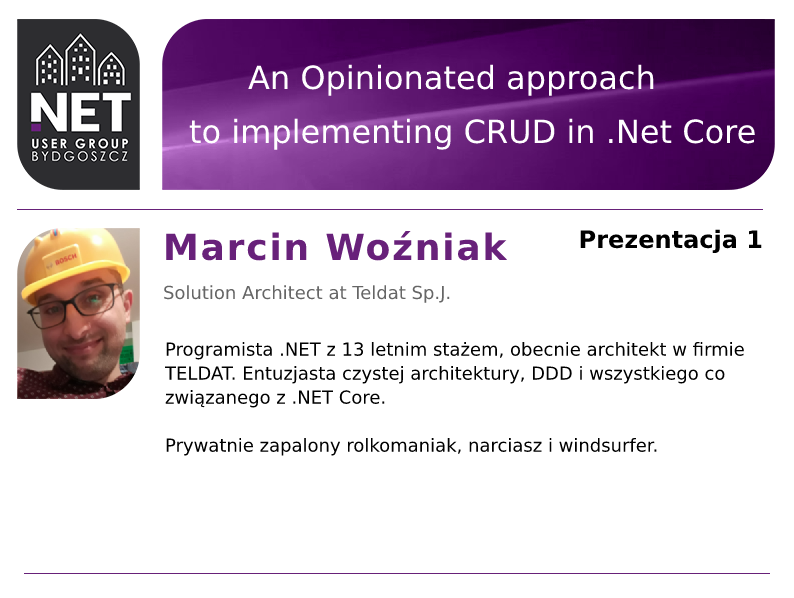 .NET
USER GROUP
BYDGOSZCZ
An Opinionated approach
to implementing CRUD in .Net Core
BOSCH
Marcin Woźniak
Prezentacja 1
Solution Architect at Teldat Sp.J.
Programista .NET z 13 letnim stażem, obecnie architekt w firmie
TELDAT. Entuzjasta czystej architektury, DDD i wszystkiego co
związanego z .NET Core.
Prywatnie zapalony rolkomaniak, narciasz i windsurfer.